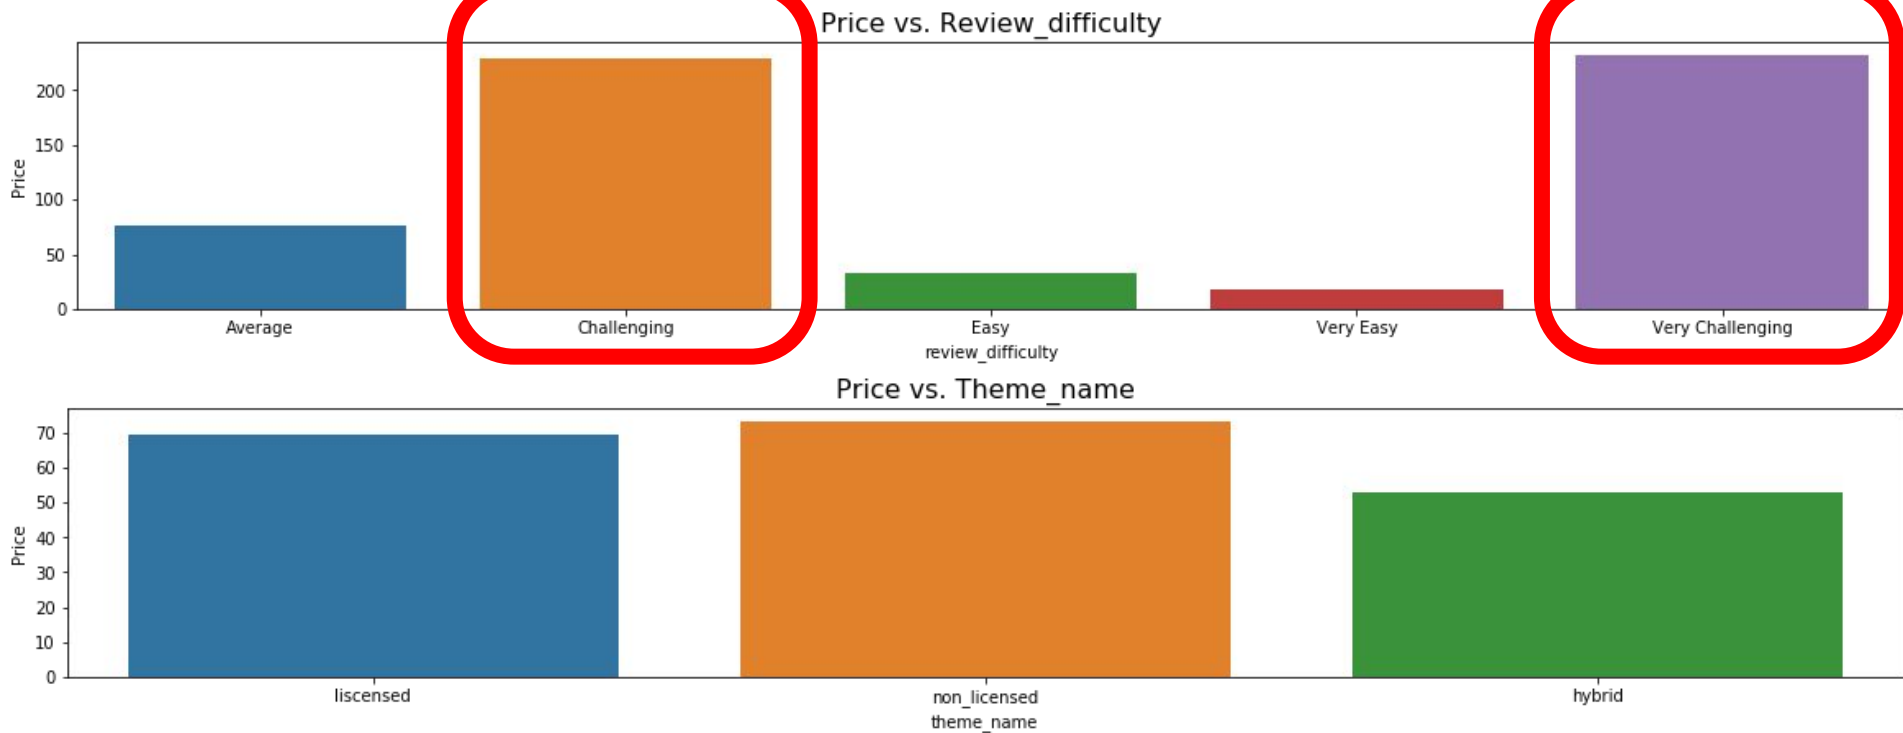 Price vs. Review_difficulty
Price
200
150
100
50
0
Average Challenging Easy Very Easy Very Challenging
review_difficulty
Price vs. Theme_name
Price
70
60
50
40
30
20
10
0
liscensed non_licensed hybrid
theme_name